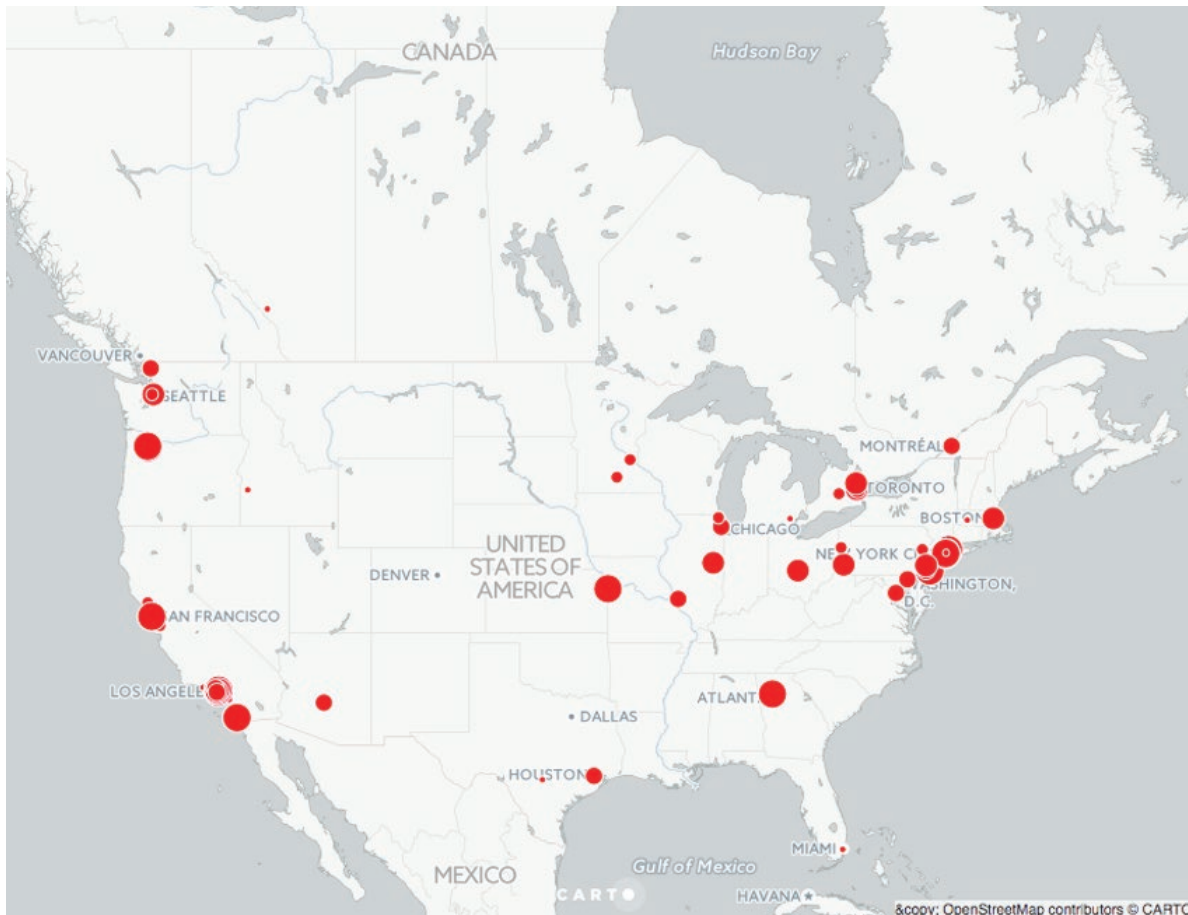 CANADA
Hudson Bay
VANCOUVER
SEATTLE
MONTRÉAL
TORONTO
BOSTON
CHICAGO
NEW YORK C
UNITED
STATES OF
AMERICA
DENVER
ASHINGTON,
D.C.
AN FRANCISCO
LOS ANGELE
ATLANT
DALLAS
HOUSTON
MIAMI
Gulf of Mexico
MEXICO
CARTO
HAVANA
&copy; OpenStreetMap contributors © CARTO